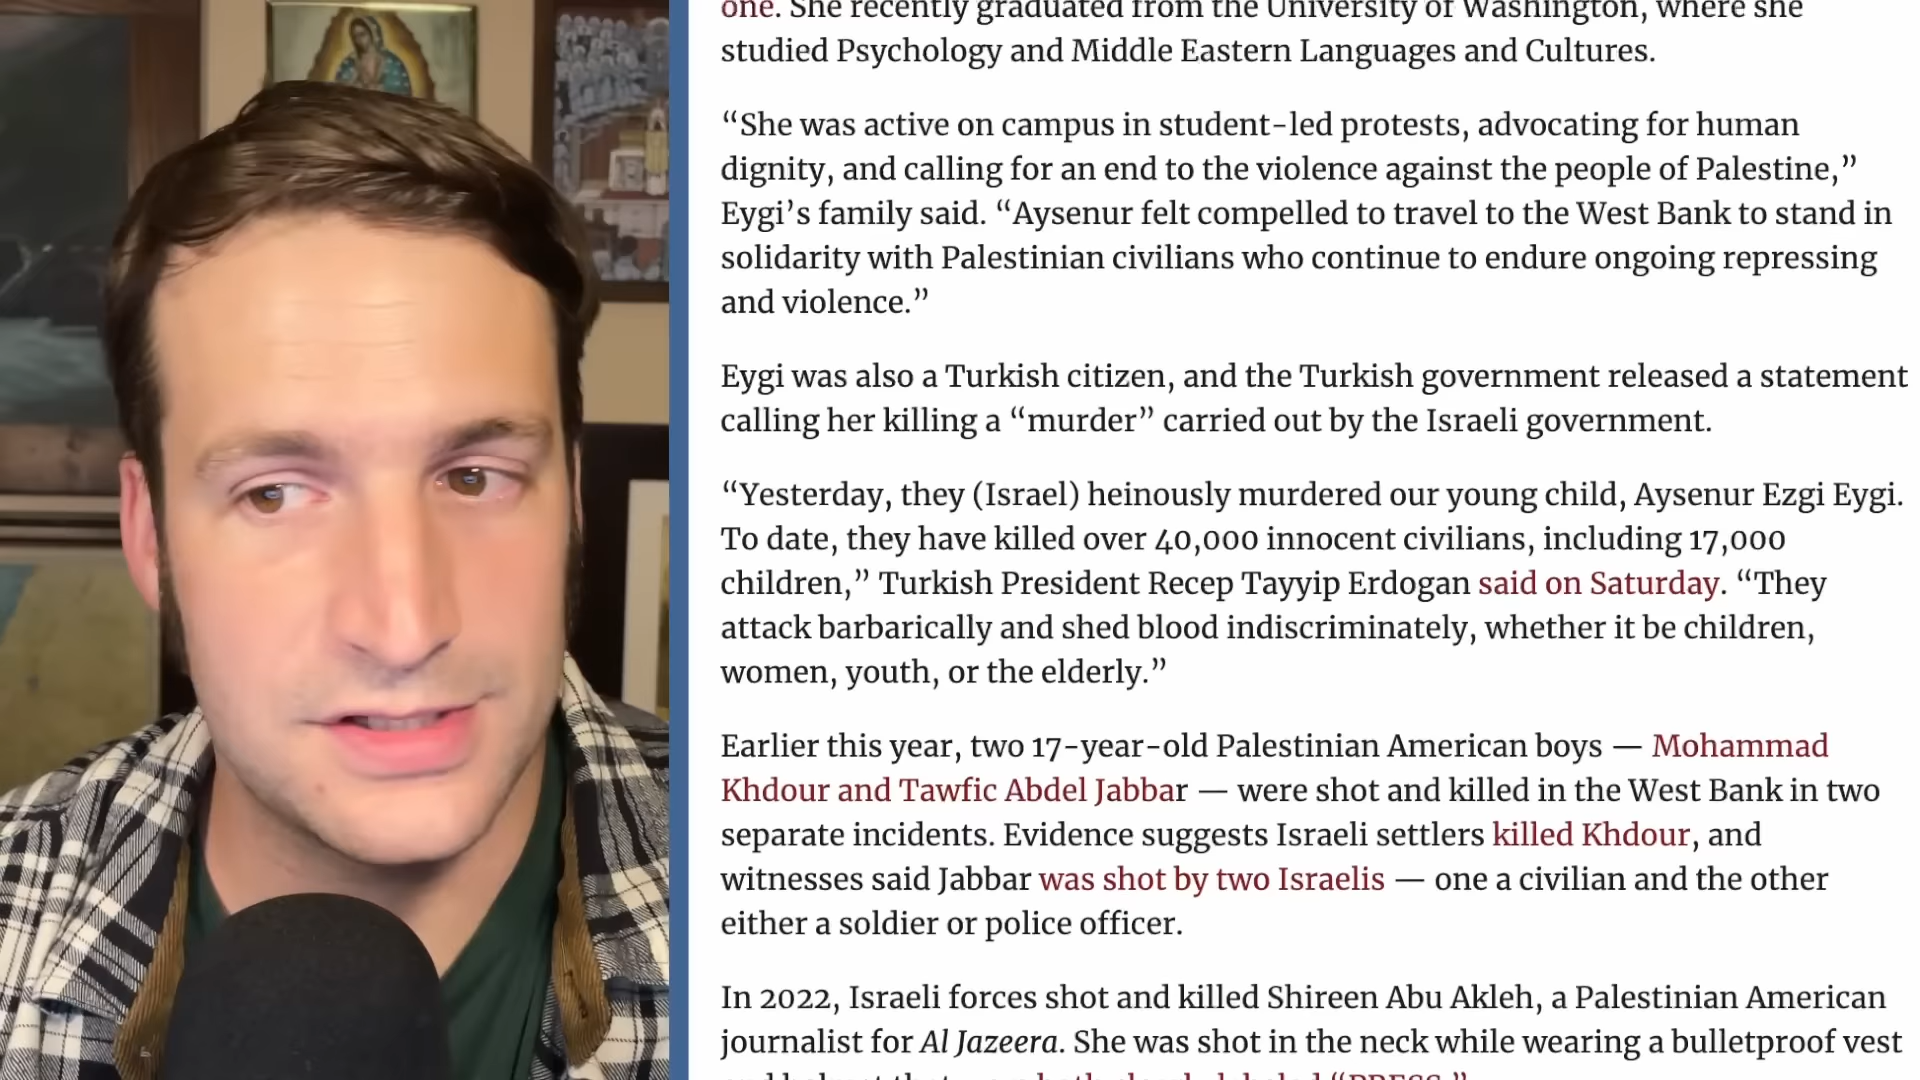 one. She recently graduated from the University of Washington, where she
studied Psychology and Middle Eastern Languages and Cultures.
“She was active on campus in student-led protests, advocating for human
dignity, and calling for an end to the violence against the people of Palestine,”
Eygi’s family said. “Aysenur felt compelled to travel to the West Bank to stand in
solidarity with Palestinian civilians who continue to endure ongoing repressing
and violence.”
Eygi was also a Turkish citizen, and the Turkish government released a statement
calling her killing a “murder” carried out by the Israeli government.
“Yesterday, they (Israel) heinously murdered our young child, Aysenur Ezgi Eygi.
To date, they have killed over 40,000 innocent civilians, including 17,000
children,” Turkish President Recep Tayyip Erdogan said on Saturday. “They
attack barbarically and shed blood indiscriminately, whether it be children,
women, youth, or the elderly.”
Earlier this year, two 17-year-old Palestinian American boys — Mohammad
Khdour and Tawfic Abdel Jabbar — were shot and killed in the West Bank in two
separate incidents. Evidence suggests Israeli settlers killed Khdour, and
witnesses said Jabbar was shot by two Israelis — one a civilian and the other
either a soldier or police officer.
In 2022, Israeli forces shot and killed Shireen Abu Akleh, a Palestinian American
journalist for Al Jazeera. She was shot in the neck while wearing a bulletproof vest
and helmet that were both clearly labeled “PRESS.”